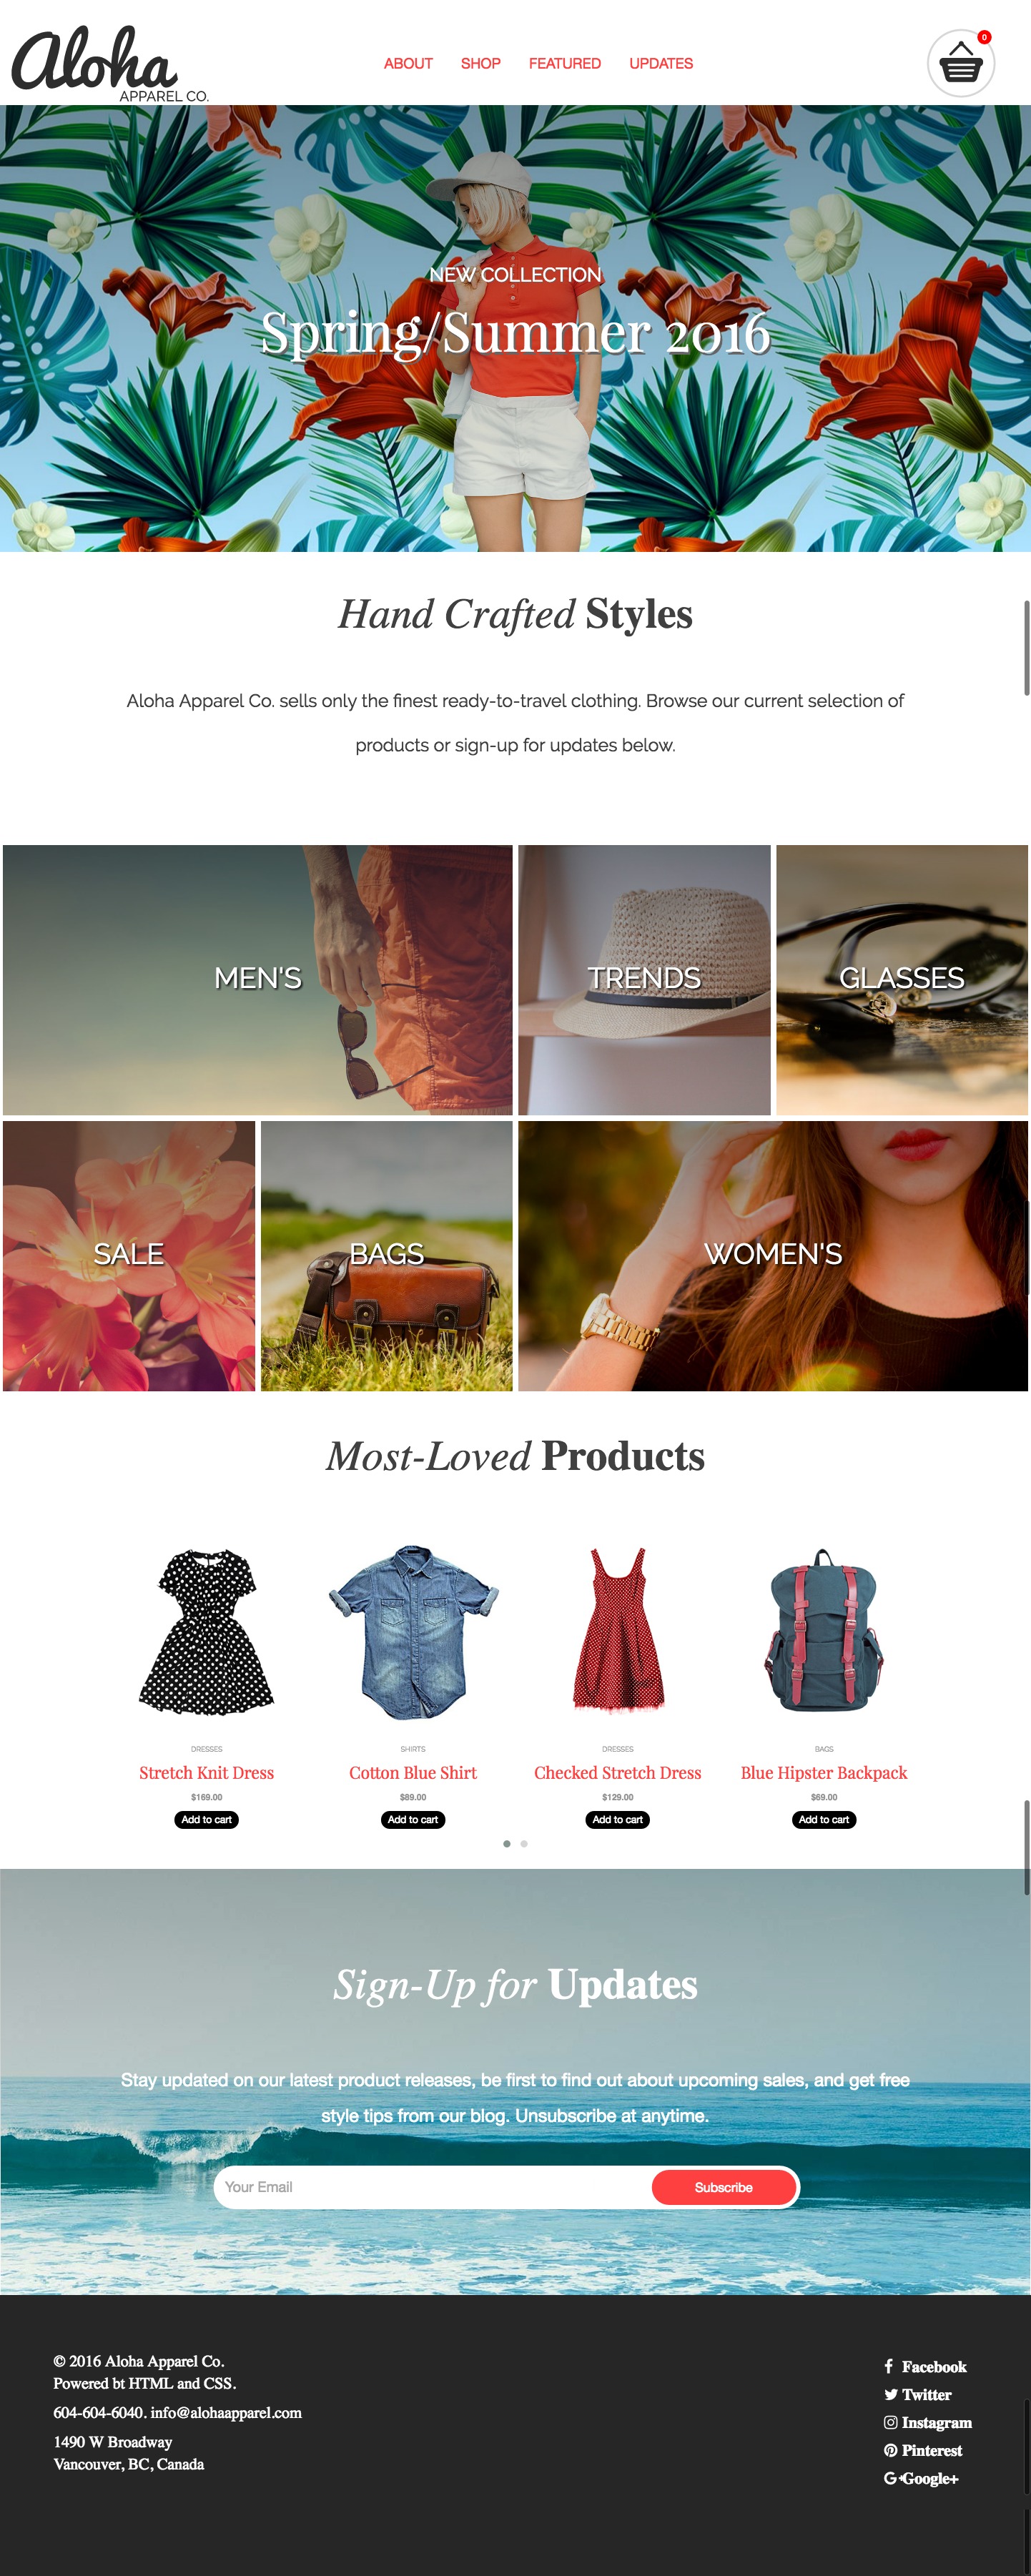 Aloha
APPAREL CO.
ABOUT SHOP FEATURED UPDATES
0
NEW COLLECTION
Spring/Summer 2016
Hand Crafted Styles
Aloha Apparel Co. sells only the finest ready-to-travel clothing. Browse our current selection of
products or sign-up for updates below.
MEN'S
TRENDS
GLASSES
SALE
BAGS
WOMEN'S
Most-Loved Products
DRESSES
Stretch Knit Dress
$169.00
Add to cart
SHIRTS
Cotton Blue Shirt
$89.00
Add to cart
DRESSES
Checked Stretch Dress
$129.00
Add to cart
BAGS
Blue Hipster Backpack
$69.00
Add to cart
Sign-Up for Updates
Stay updated on our latest product releases, be first to find out about upcoming sales, and get free
style tips from our blog. Unsubscribe at anytime.
Your Email
Subscribe
© 2016 Aloha Apparel Co.
Powered bt HTML and CSS.
604-604-6040. info@alohaapparel.com
1490 W Broadway
Vancouver, BC, Canada
Facebook
Twitter
Instagram
Pinterest
Google+